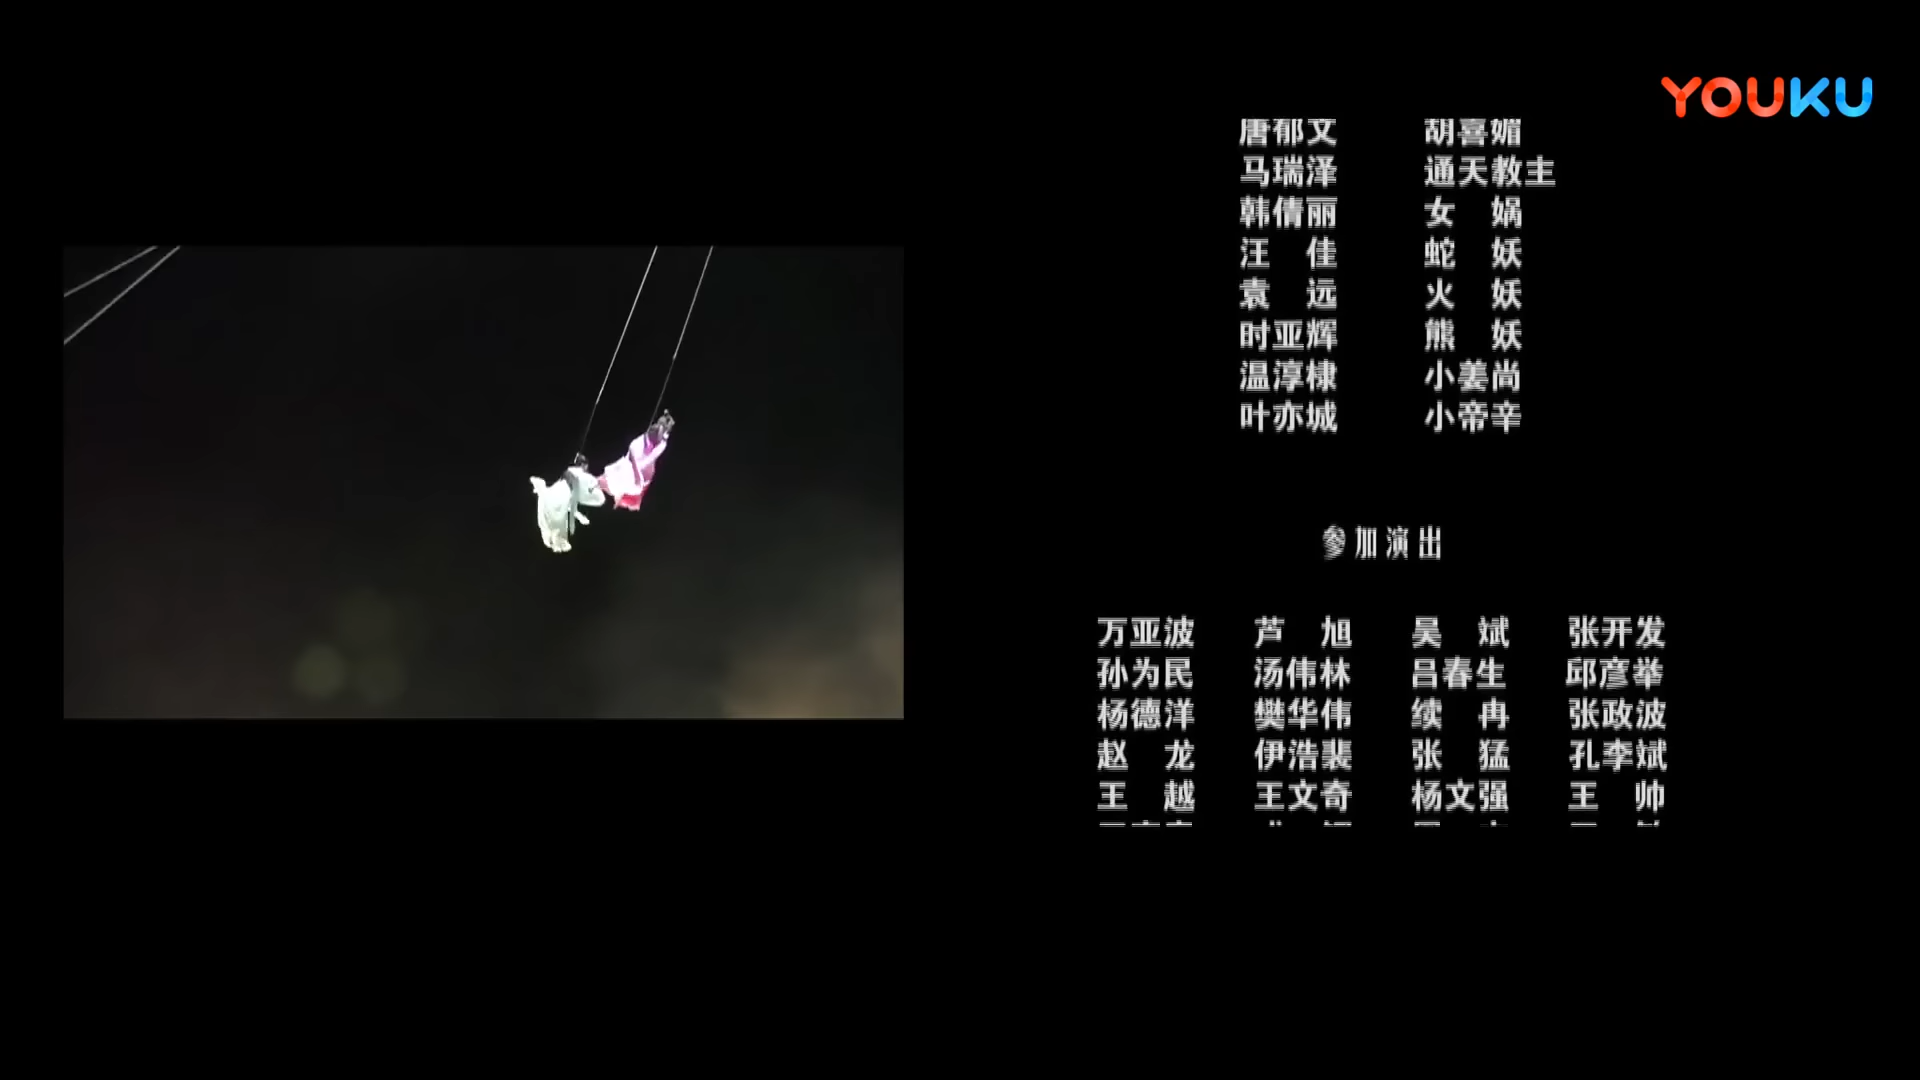 YOUKU
唐郁文 胡喜媚
马瑞泽 通天教主
韩倩丽 女 娲
汪 佳 蛇 妖
袁 远 火 妖
时亚辉 熊 妖
温淳棣 小姜尚
叶亦城 小帝辛
参加演出
万亚波 芦 旭 吴 斌 张开发
孙为民 汤伟林 吕春生 邱彦举
杨德洋 樊华伟 续 冉 张政波
赵 龙 伊浩裴 张 猛 孔李斌
王 越 王文奇 杨文强 王 帅